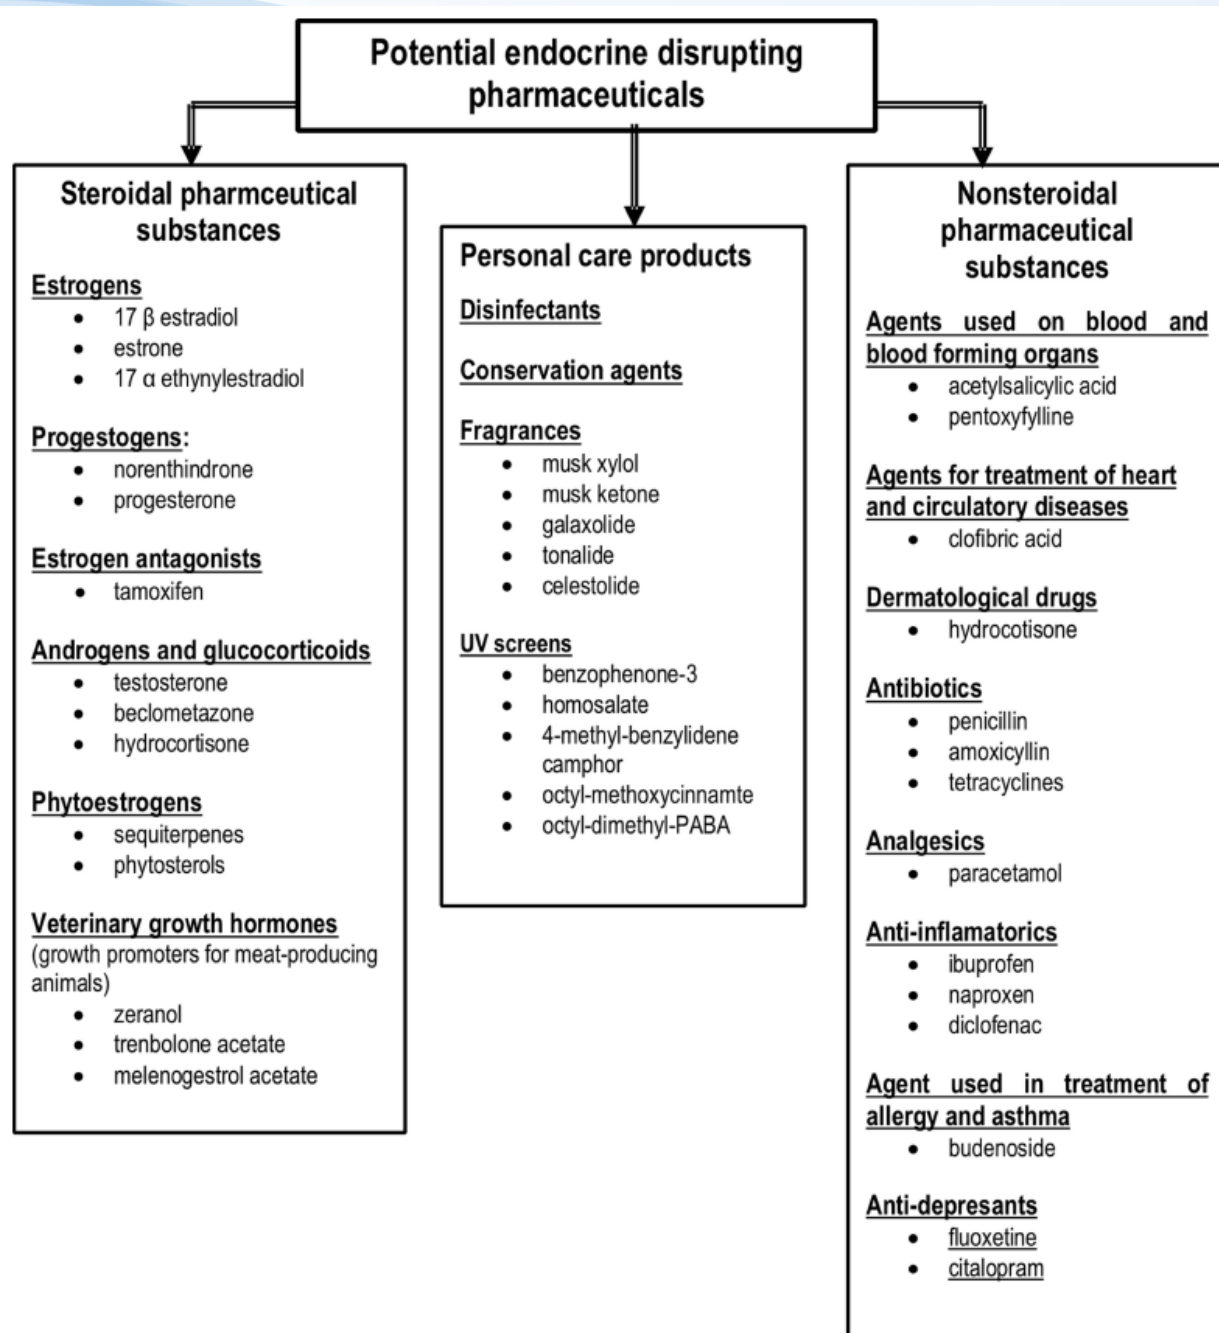 Potential endocrine disrupting
pharmaceuticals
Steroidal pharmceutical
substances
Estrogens
• 17 β estradiol
• estrone
• 17 α ethynylestradiol
Progestogens:
• norenthindrone
• progesterone
Estrogen antagonists
• tamoxifen
Androgens and glucocorticoids
• testosterone
• beclometazone
• hydrocortisone
Phytoestrogens
• sequiterpenes
• phytosterols
Veterinary growth hormones
(growth promoters for meat-producing
animals)
• zeranol
• trenbolone acetate
• melenogestrol acetate
Personal care products
Disinfectants
Conservation agents
Fragrances
• musk xylol
• musk ketone
• galaxolide
• tonalide
• celestolide
UV screens
• benzophenone-3
• homosalate
• 4-methyl-benzylidene
camphor
• octyl-methoxycinnamte
• octyl-dimethyl-PABA
Nonsteroidal
pharmaceutical
substances
Agents used on blood and
blood forming organs
• acetylsalicylic acid
• pentoxyfylline
Agents for treatment of heart
and circulatory diseases
• clofibric acid
Dermatological drugs
• hydrocotisone
Antibiotics
• penicillin
• amoxicyllin
• tetracyclines
Analgesics
• paracetamol
Anti-inflamatorics
• ibuprofen
• naproxen
• diclofenac
Agent used in treatment of
allergy and asthma
• budenoside
Anti-depresants
• fluoxetine
• citalopram